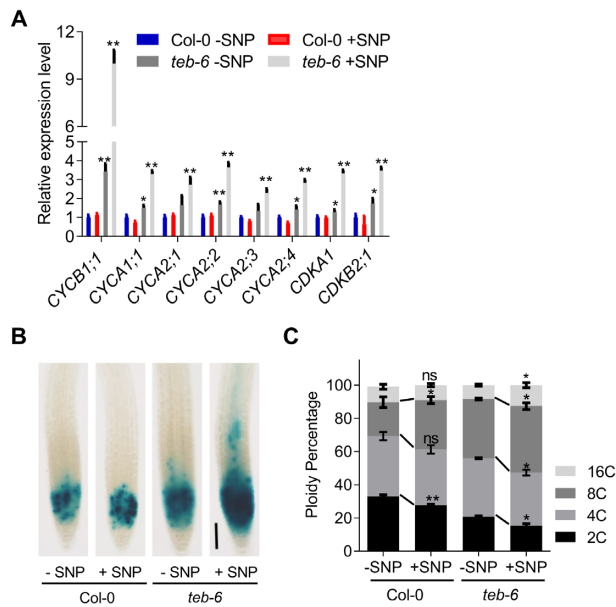 A
Col-0 -SNP
Col-0 +SNP
teb-6 -SNP
teb-6 +SNP
Relative expression level
12
9
6
5
4
3
2
1
0
**
**
*
**
**
**
**
**
*
**
*
**
*
**
CYCB1;1
CYCA1;1
CYCA2;1
CYCA2;2
CYCA2;3
CYCA2;4
CDKA1
CDKB2;1
B
- SNP + SNP - SNP + SNP
Col-0 teb-6
C
Ploidy Percentage
100
80
60
40
20
0
ns
*
ns
**
*
*
*
*
16C
8C
4C
2C
-SNP +SNP -SNP +SNP
Col-0 teb-6